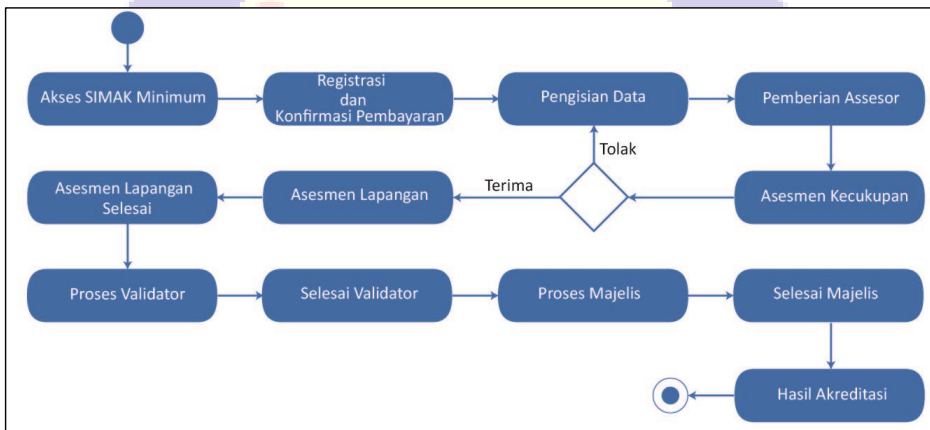 Akses SIMAK Minimum
Registrasi
dan
Konfirmasi Pembayaran
Pengisian Data
Pemberian Assesor
Tolak
Asesmen Lapangan
Selesai
Asesmen Lapangan
Terima
Asesmen Kecukupan
Proses Validator
Selesai Validator
Proses Majelis
Selesai Majelis
Hasil Akreditasi